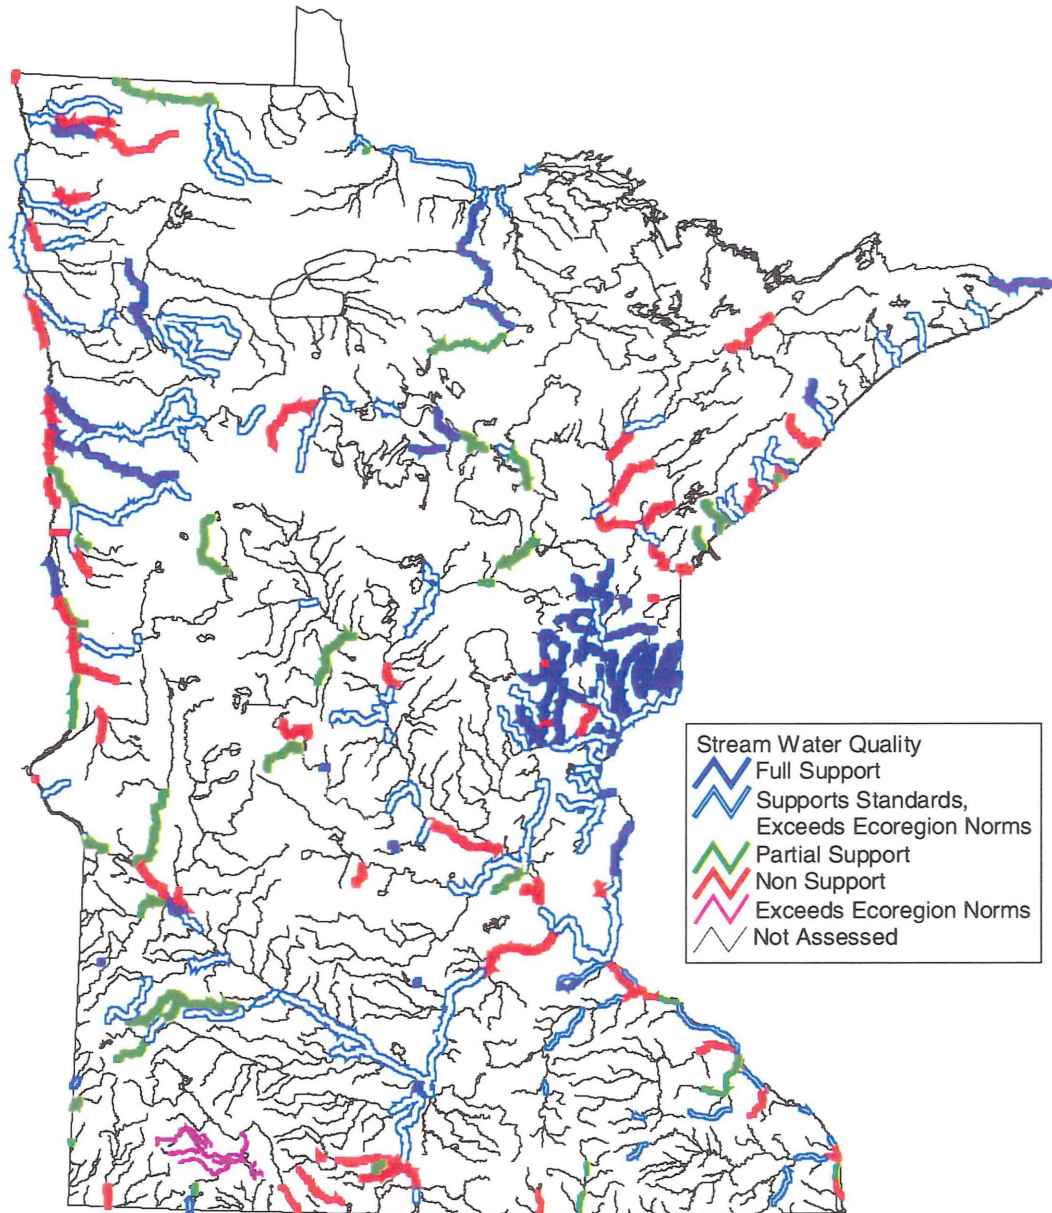 Stream Water Quality
Full Support
Supports Standards,
Exceeds Ecoregion Norms
Partial Support
Non Support
Exceeds Ecoregion Norms
Not Assessed